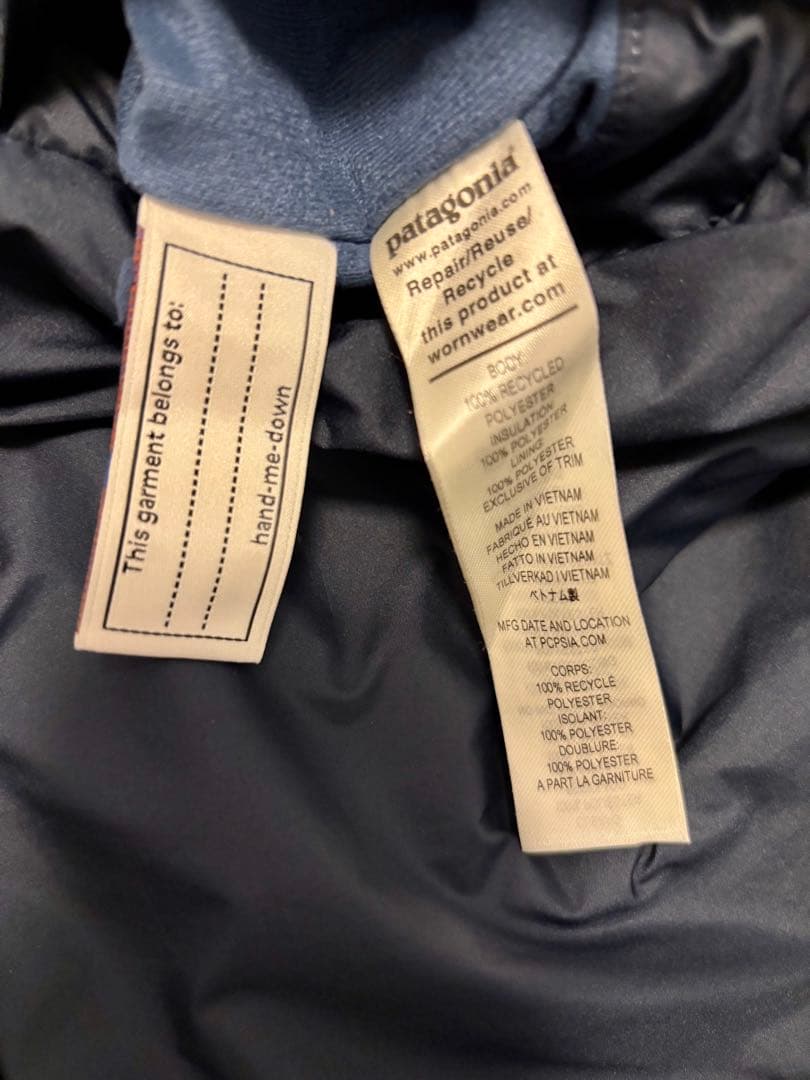 This garment belongs to:
hand-me-down
patagonia®
www.patagonia.com
Repair/Reuse/
Recycle
this product at
wornwear.com
BODY:
100% RECYCLED
POLYESTER
INSULATION
100% POLYESTER
LINING
100% POLYESTER
EXCLUSIVE OF TRIM
MADE IN VIETNAM
FABRIQUÉ AU VIETNAM
HECHO EN VIETNAM
FATTO IN VIETNAM
TILLVERKAD I VIETNAM
ベトナム製
MFG DATE AND LOCATION
AT PCPSIA.COM
CORPS:
100% RECYCLÉ
POLYESTER
ISOLANT:
100% POLYESTER
DOUBLURE:
100% POLYESTER
A PART LA GARNITURE